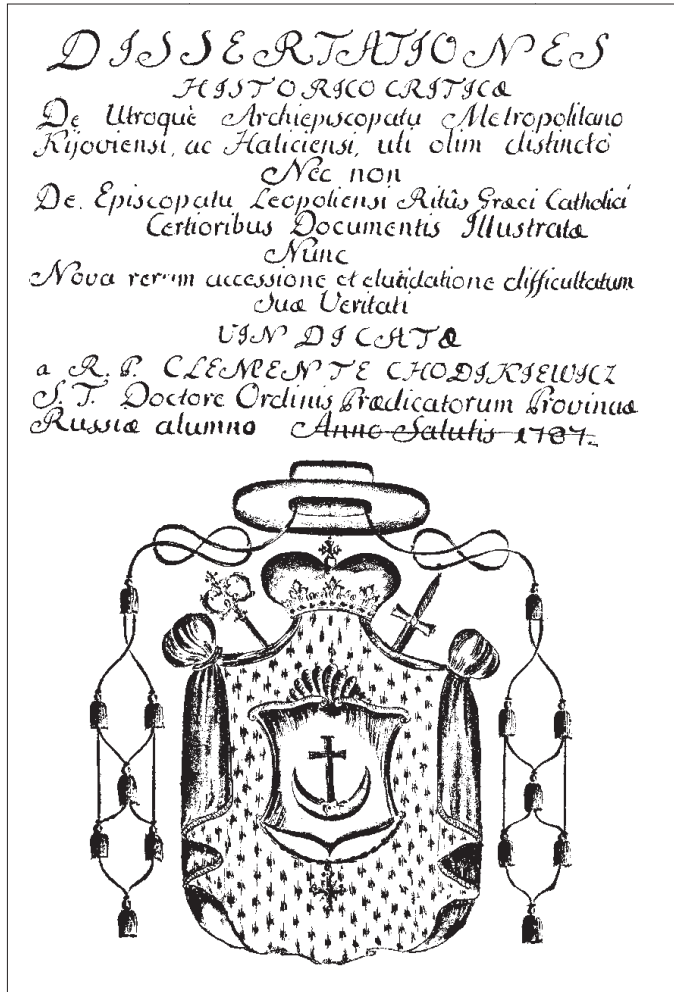 DISSERTATIONES
HISTORICO CRITICÆ
De Utroquè Archiepiscopatu Metropolitano
Kijoviensi, ac Haliciensi, uti olim distincto
Nec non
De Episcopatu Leopoliensi Ritûs Græci Catholici
Certioribus Documentis Illustratæ
Nunc
Nova rerum accessione et elucidatione difficultatum
Suæ Veritati
VINDICATÆ
a R. P. CLEMENTE CHODIKIEWICZ
S. T. Doctore Ordinis Prædicatorum Provinciæ
Russiæ alumno Anno Salutis 1787.